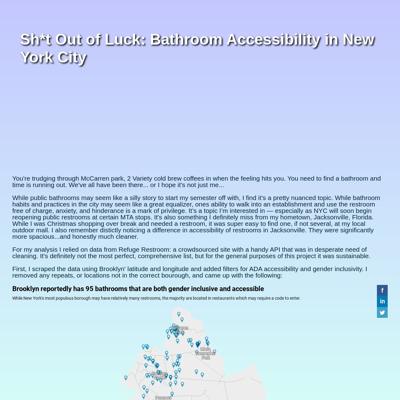 Sh*t Out of Luck: Bathroom Accessibility in New
York City
You're trudging through McCarren park, 2 Variety cold brew coffees in when the feeling hits you. You need to find a bathroom and
time is running out. We've all have been there... or I hope it's not just me...
While public bathrooms may seem like a silly story to start my semester off with, I find it's a pretty nuanced topic. While bathroom
habits and practices in the city may seem like a great equalizer, ones ability to walk into an establishment and use the restroom
free of charge, anxiety, and hinderance is a mark of privilege. It's a topic I'm interested in — especially as NYC will soon begin
reopening public restrooms at certain MTA stops. It's also something I definitely miss from my hometown, Jacksonville, Florida.
While I was Christmas shopping over break and needed a restroom, it was super easy to find one, if not several, at my local
outdoor mall. I also remember distictly noticing a difference in accessability of restrooms in Jacksonville. They were significantly
more spacious...and honestly much cleaner.
For my analysis I relied on data from Refuge Restroom: a crowdsourced site with a handy API that was in desperate need of
cleaning. It's definitely not the most perfect, comprehensive list, but for the general purposes of this project it was sustainable.
First, I scraped the data using Brooklyn' latitude and longitude and added filters for ADA accessibility and gender inclusivity. I
removed any repeats, or locations not in the correct bourough, and came up with the following:
Brooklyn reportedly has 95 bathrooms that are both gender inclusive and accessible
While New York's most populous borough may have relatively many restrooms, the majority are located in restaurants which may require a code to enter.